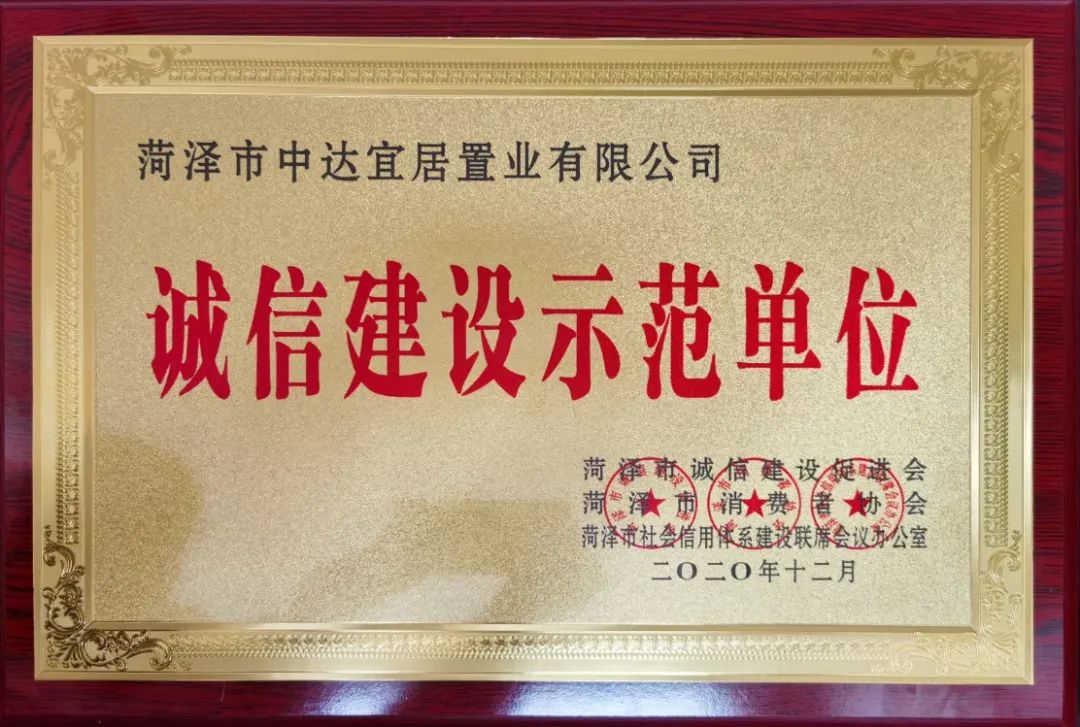 菏泽市中达宜居置业有限公司
诚信建设示范单位
菏泽市诚信建设促进会
菏泽市消费者协会
菏泽市社会信用体系建设联席会议办公室
二〇二〇年十二月